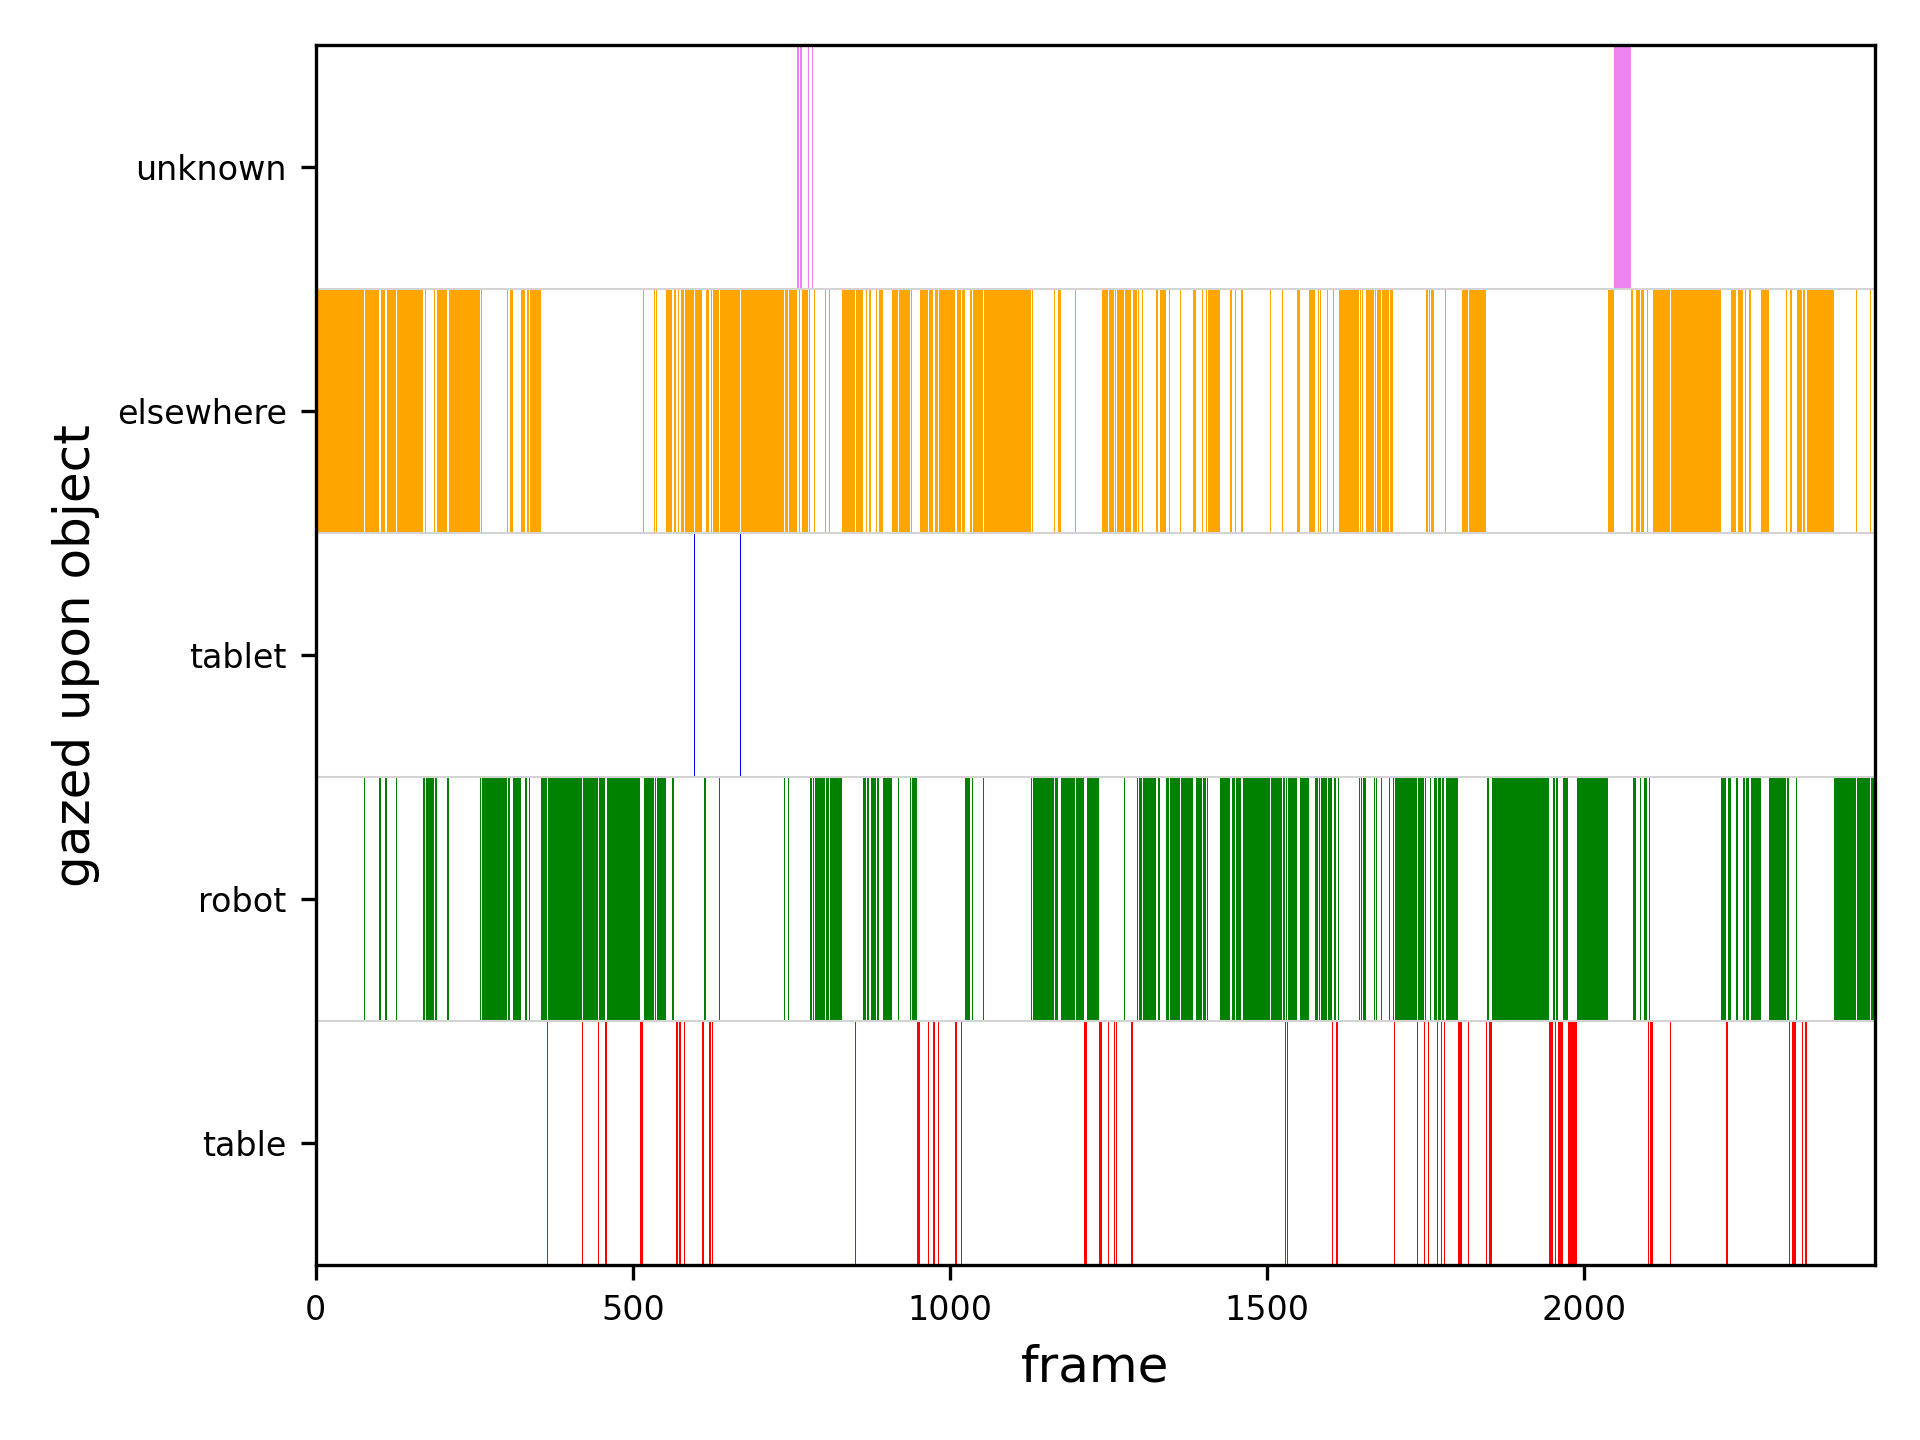 unknown
elsewhere
tablet
robot
table
gazed upon object
0 500 1000 1500 2000
frame